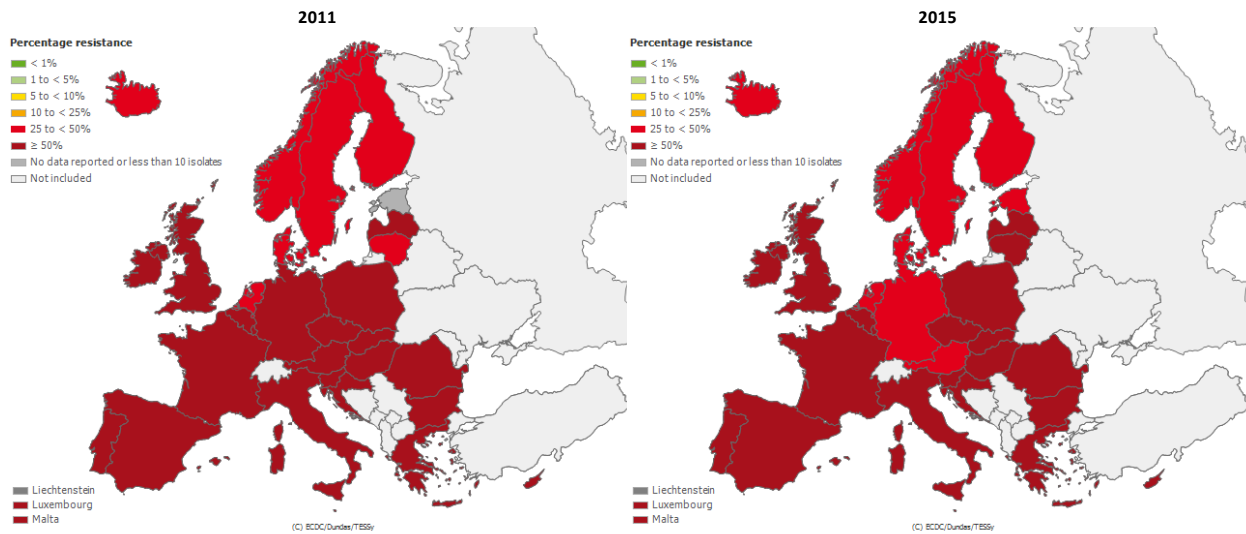 2011
Percentage resistance
< 1%
1 to < 5%
5 to < 10%
10 to < 25%
25 to < 50%
≥ 50%
No data reported or less than 10 isolates
Not included
Liechtenstein
Luxembourg
Malta
(C) ECDC/Dundas/TESSy
2015
Percentage resistance
< 1%
1 to < 5%
5 to < 10%
10 to < 25%
25 to < 50%
≥ 50%
No data reported or less than 10 isolates
Not included
Liechtenstein
Luxembourg
Malta
(C) ECDC/Dundas/TESSy